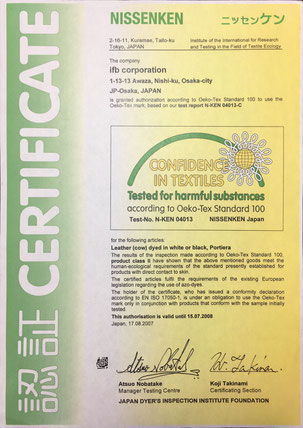 認証 CERTIFICATE
NISSENKEN
ニッセンケン
2-16-11, Kuramae, Taito-ku
Tokyo, JAPAN
Institute of the International for Research
and Testing in the Field of Textile Ecology
The company
ifb corporation
1-13-13 Awaza, Nishi-ku, Osaka-city
JP-Osaka, JAPAN
is granted authorization according to Oeko-Tex Standard 100 to use the
Oeko-Tex mark, based on our test report N-KEN 04013-C
CONFIDENCE
IN TEXTILES
Tested for harmful substances
according to Oeko-Tex Standard 100
Test-No. N-KEN 04013
NISSENKEN Japan
for the following articles:
Leather (cow) dyed in white or black, Portiera
The results of the inspection made according to Oeko-Tex Standard 100,
product class II have shown that the above mentioned goods meet the
human-ecological requirements of the standard presently established for
products with direct contact to skin.
The certified articles fulfil the requirements of the existing European
legislation regarding the use of azo-dyes.
The holder of the certificate, who has issued a conformity declaration
according to EN ISO 17050-1, is under an obligation to use the Oeko-Tex
mark only in conjunction with products that conform with the sample initially
tested.
This authorisation is valid until 15.07.2008
Japan, 17.08.2007
Atsuo Nobatake
Manager Testing Centre
Koji Takinami
Certificating Section
JAPAN DYER'S INSPECTION INSTITUTE FOUNDATION